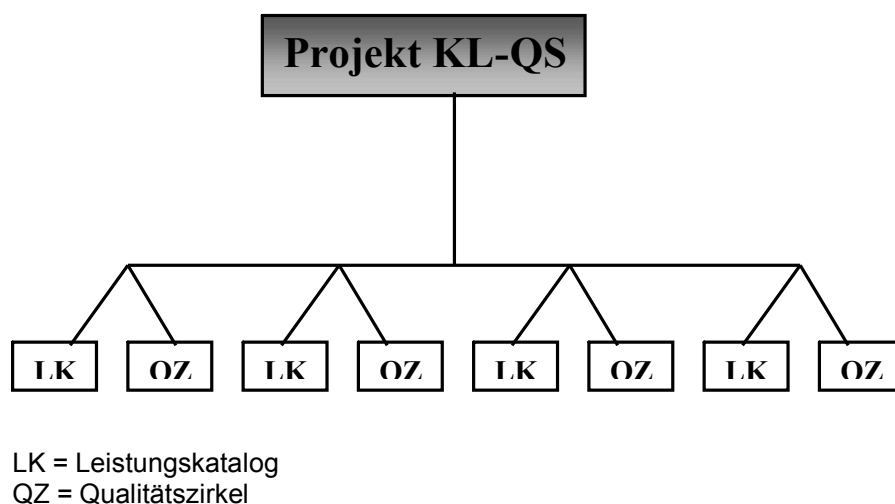 Projekt KL-QS
LK QZ LK QZ LK QZ LK QZ
LK = Leistungskatalog
QZ = Qualitätszirkel